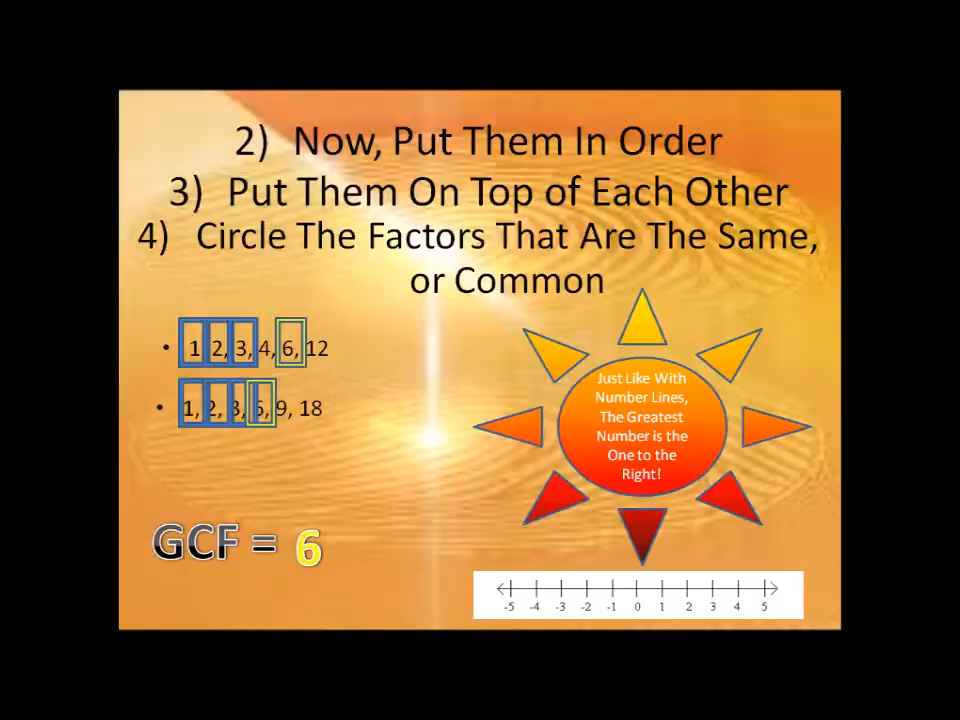 2) Now, Put Them In Order
3) Put Them On Top of Each Other
4) Circle The Factors That Are The Same,
or Common
• 1, 2, 3, 4, 6, 12
• 1, 2, 3, 6, 9, 18
Just Like With
Number Lines,
The Greatest
Number is the
One to the
Right!
GCF = 6
-5 -4 -3 -2 -1 0 1 2 3 4 5